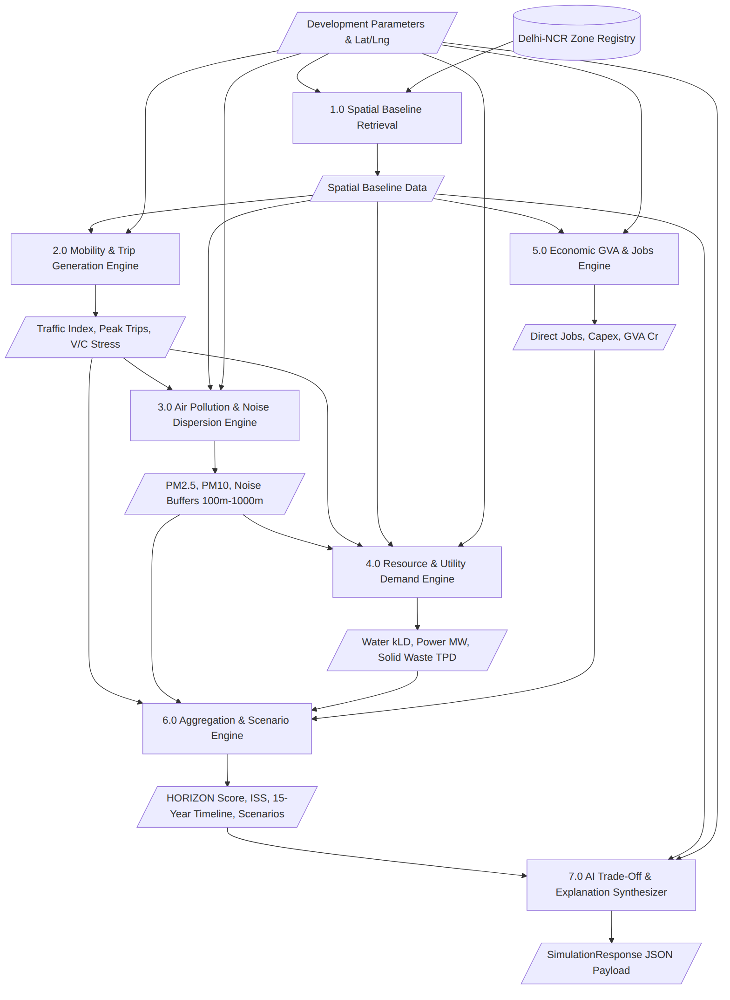 Development Parameters
& Lat/Lng
Delhi-NCR Zone Registry
1.0 Spatial Baseline
Retrieval
Spatial Baseline Data
2.0 Mobility & Trip
Generation Engine
5.0 Economic GVA & Jobs
Engine
Traffic Index, Peak Trips,
V/C Stress
Direct Jobs, Capex, GVA Cr
3.0 Air Pollution & Noise
Dispersion Engine
PM2.5, PM10, Noise
Buffers 100m-1000m
4.0 Resource & Utility
Demand Engine
Water kLD, Power MW,
Solid Waste TPD
6.0 Aggregation & Scenario
Engine
HORIZON Score, ISS, 15-
Year Timeline, Scenarios
7.0 AI Trade-Off &
Explanation Synthesizer
SimulationResponse JSON
Payload